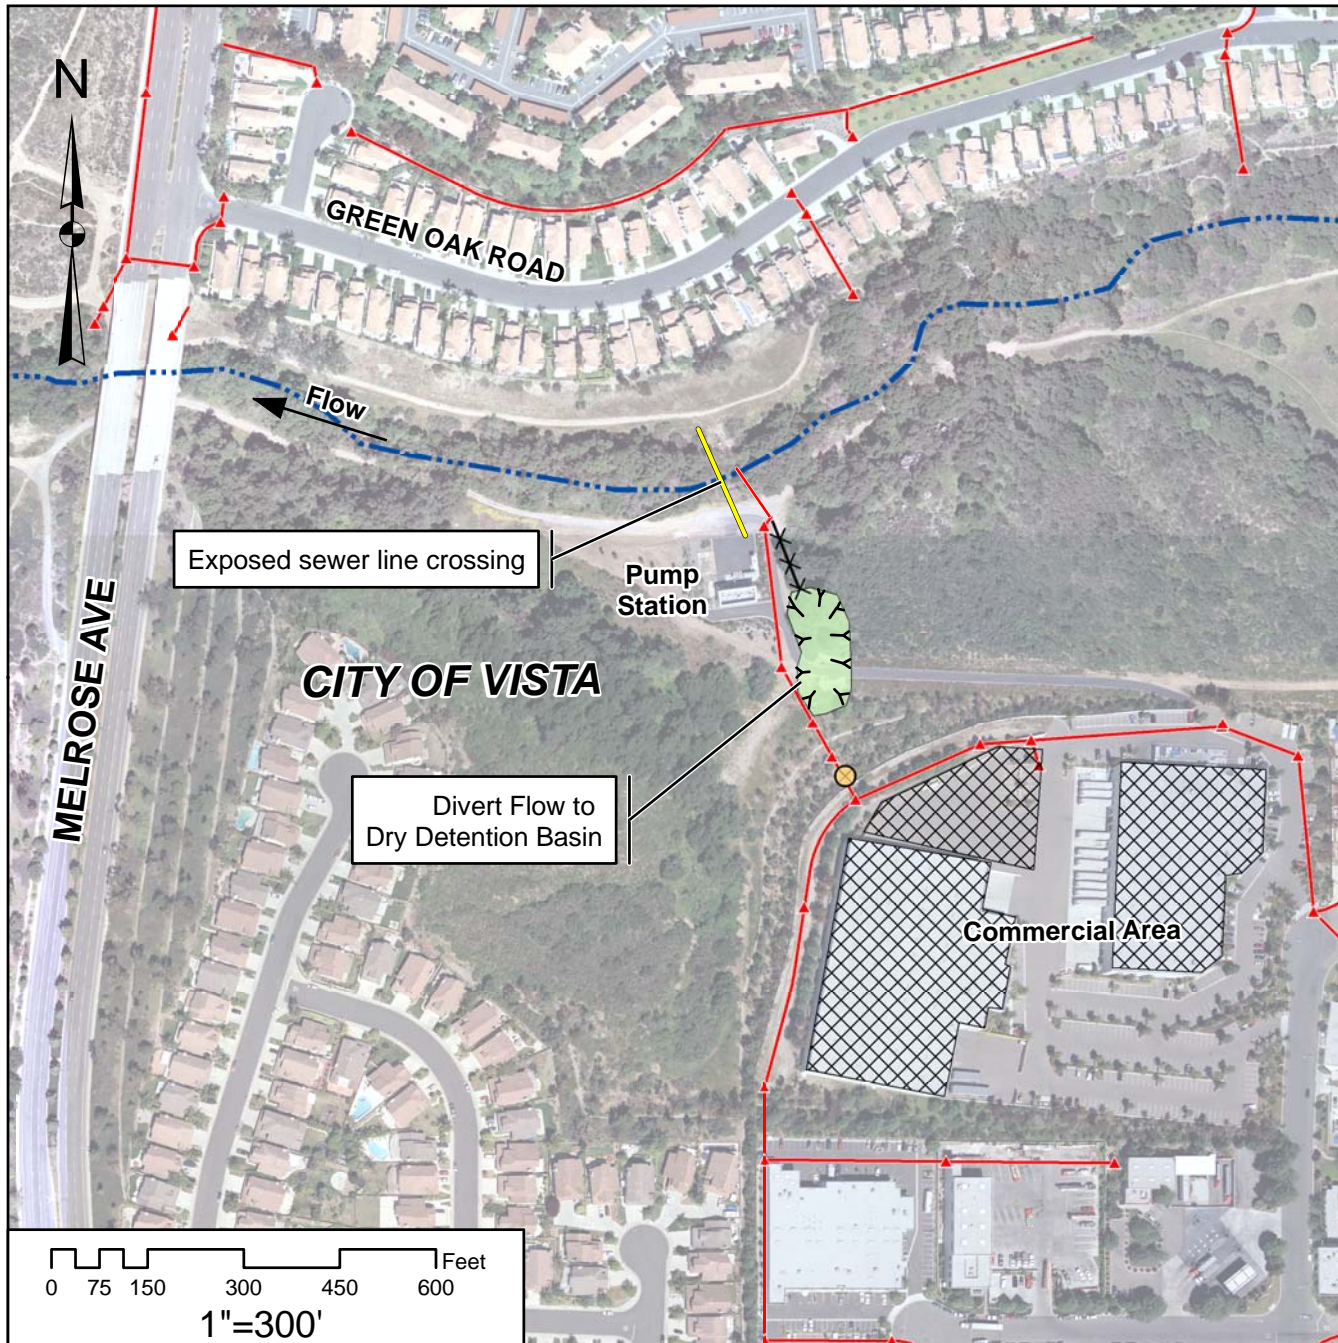 N
GREEN OAK ROAD
Flow
Exposed sewer line crossing
Pump
Station
CITY OF VISTA
MELROSE AVE
Divert Flow to
Dry Detention Basin
Commercial Area
Feet
0 75 150 300 450 600
1"=300'